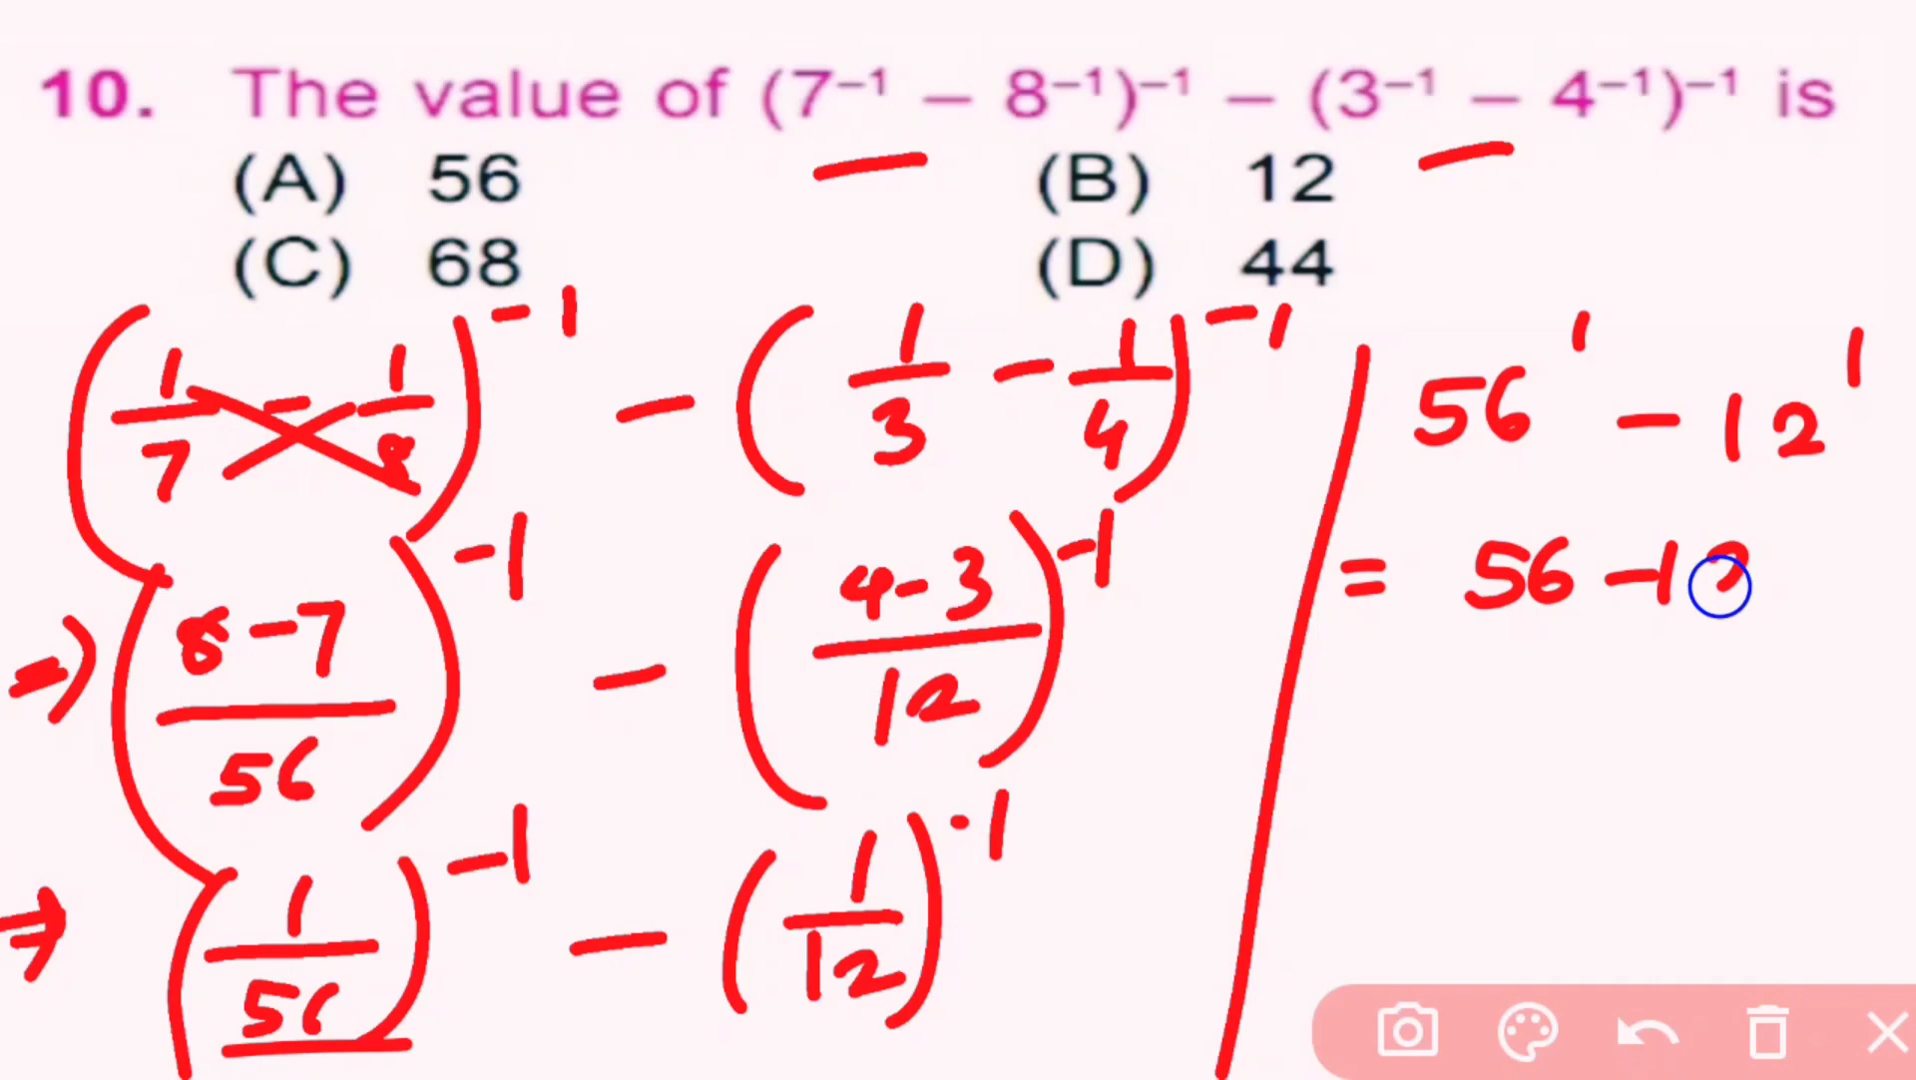 10. The value of (7⁻¹ – 8⁻¹)⁻¹ – (3⁻¹ – 4⁻¹)⁻¹ is
(A) 56 (B) 12
(C) 68 (D) 44
(1/7 - 1/8)⁻¹ - (1/3 - 1/4)⁻¹
⇒ (8-7/56)⁻¹ - (4-3/12)⁻¹
⇒ (1/56)⁻¹ - (1/12)⁻¹
56¹ - 12¹
= 56 - 12